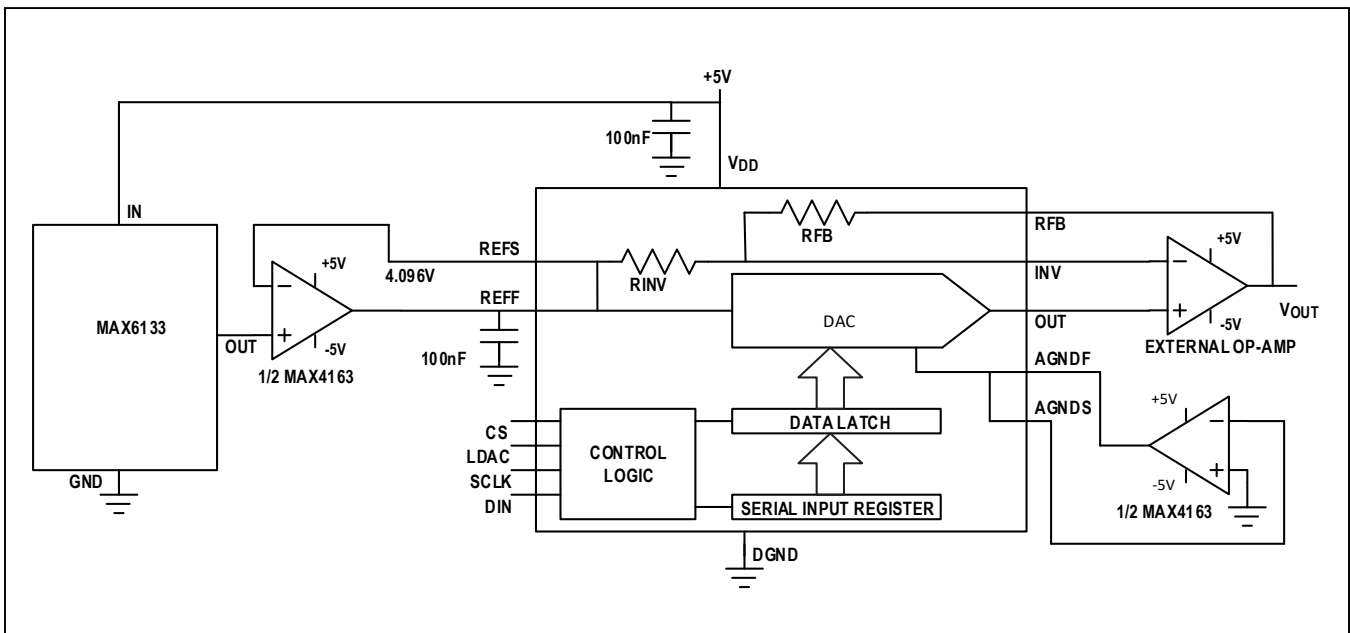 +5V
100nF
VDD
IN
RFB
RFB
REFS
+5V
4.096V
RINV
INV
+5V
MAX6133
REFF
DAC
OUT
VOUT
OUT
-5V
-5V
100nF
EXTERNAL OP-AMP
1/2 MAX4163
AGNDF
+5V
AGNDS
CS
DATA LATCH
LDAC
CONTROL
LOGIC
SCLK
-5V
GND
DIN
SERIAL INPUT REGISTER
1/2 MAX4163
DGND